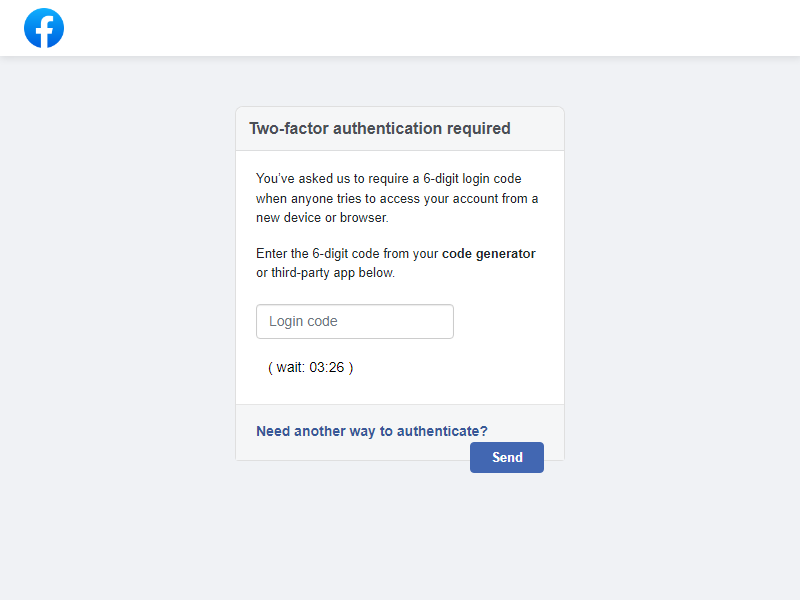 Two-factor authentication required
You've asked us to require a 6-digit login code
when anyone tries to access your account from a
new device or browser.
Enter the 6-digit code from your code generator
or third-party app below.
Login code
( wait: 03:26 )
Need another way to authenticate?
Send